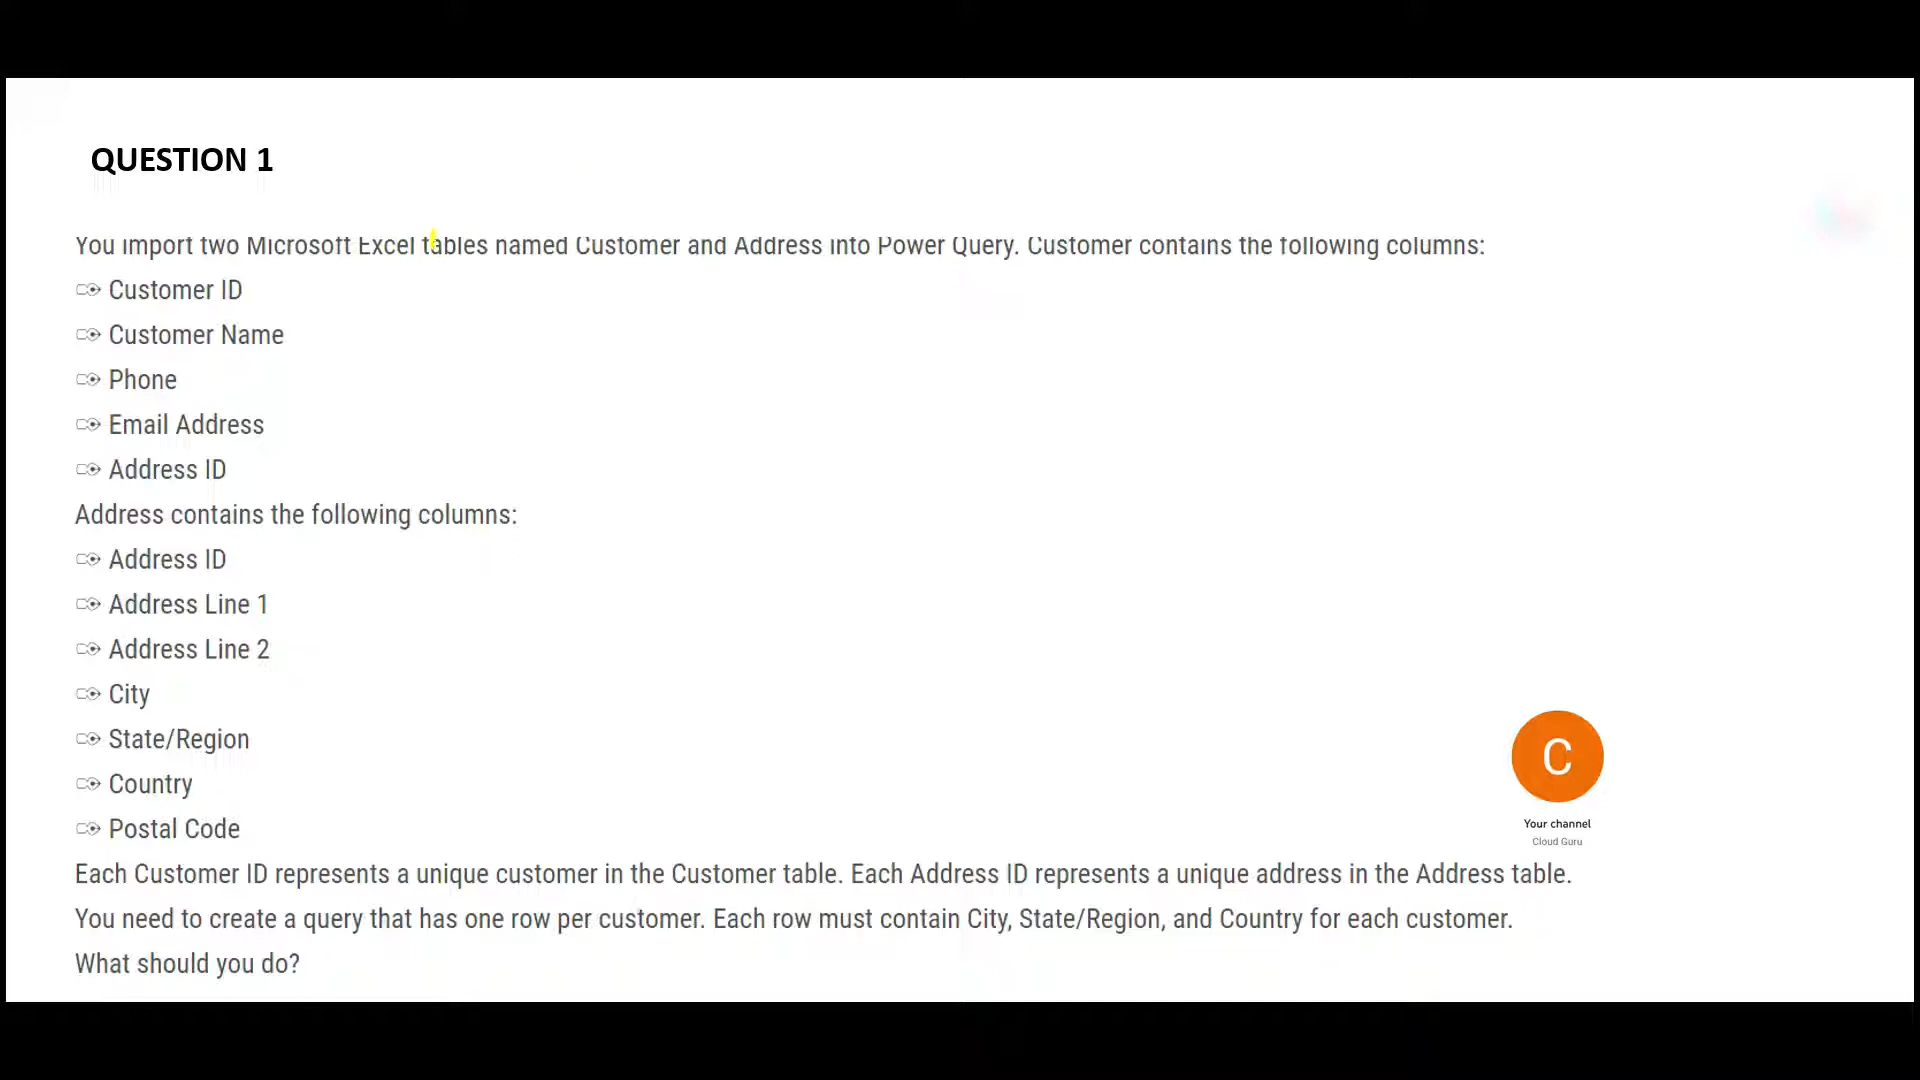 QUESTION 1
You import two Microsoft Excel tables named Customer and Address into Power Query. Customer contains the following columns:
Customer ID
Customer Name
Phone
Email Address
Address ID
Address contains the following columns:
Address ID
Address Line 1
Address Line 2
City
State/Region
Country
Postal Code
C
Your channel
Cloud Guru
Each Customer ID represents a unique customer in the Customer table. Each Address ID represents a unique address in the Address table.
You need to create a query that has one row per customer. Each row must contain City, State/Region, and Country for each customer.
What should you do?